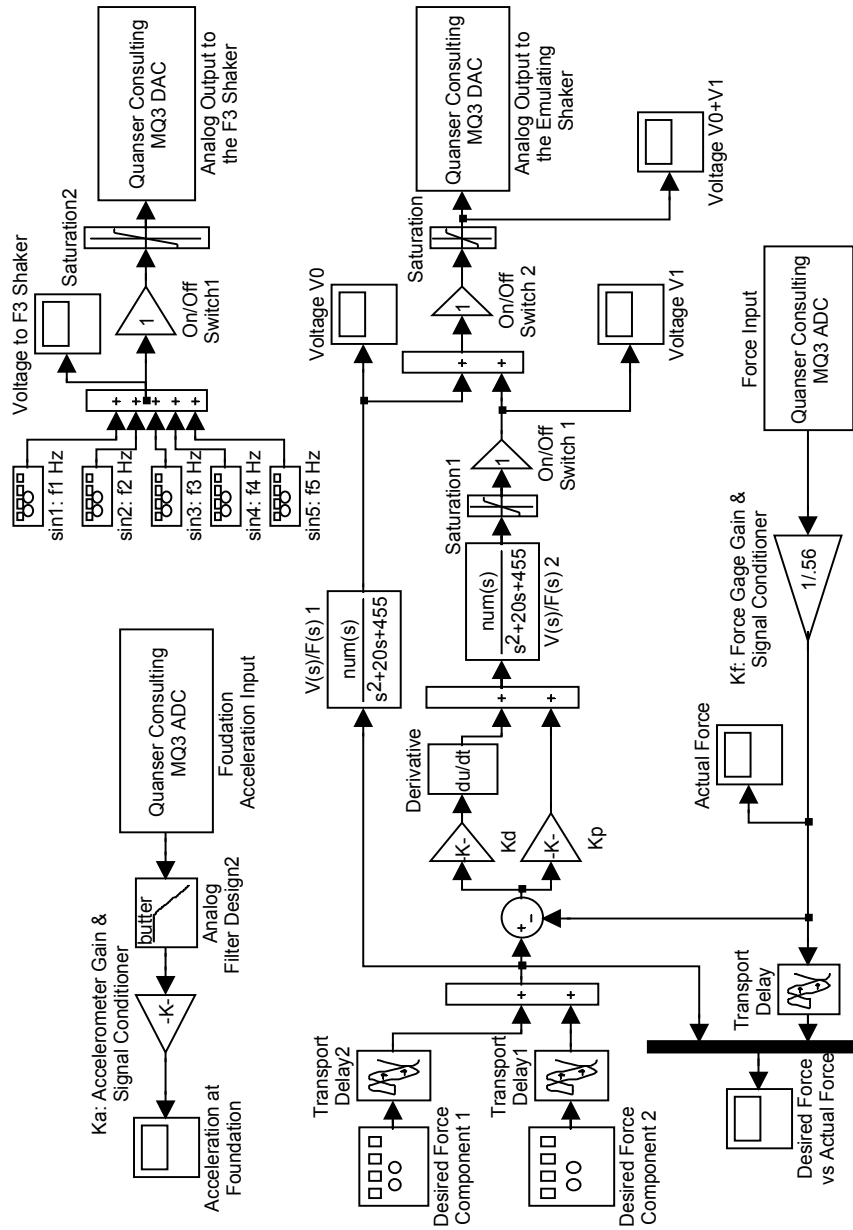 Ka: Accelerometer Gain &
Signal Conditioner
-K-
Acceleration at
Foundation
butter
Analog
Filter Design2
Quanser Consulting
MQ3 ADC
Foudation
Acceleration Input
sin1: f1 Hz
sin2: f2 Hz
sin3: f3 Hz
sin4: f4 Hz
sin5: f5 Hz
+
+
+
+
+
Voltage to F3 Shaker
1
On/Off
Switch1
Saturation2
Quanser Consulting
MQ3 DAC
Analog Output to
the F3 Shaker
Desired Force
Component 1
Transport
Delay2
Desired Force
Component 2
Transport
Delay1
+
+
+
-
-K-
Kd
-K-
Kp
Derivative
du/dt
+
+
V(s)/F(s) 1
num(s)
s2+20s+455
num(s)
s2+20s+455
V(s)/F(s) 2
Saturation1
1
On/Off
Switch 1
Voltage V0
+
+
1
On/Off
Switch 2
Saturation
Quanser Consulting
MQ3 DAC
Analog Output to
the Emulating
Shaker
Voltage V1
Voltage V0+V1
Desired Force
vs Actual Force
Transport
Delay
Actual Force
Kf: Force Gage Gain &
Signal Conditioner
1/.56
Force Input
Quanser Consulting
MQ3 ADC